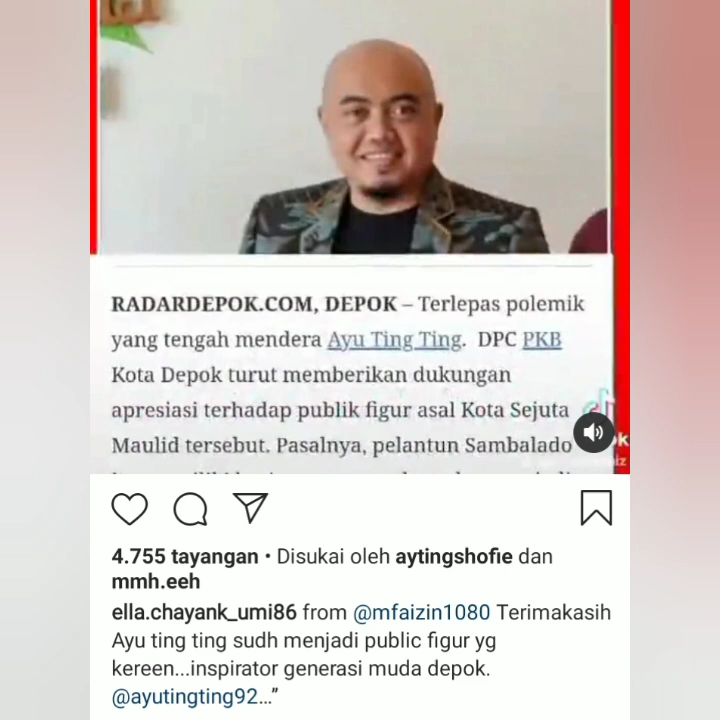 RADARDEPOK.COM, DEPOK – Terlepas polemik
yang tengah mendera Ayu Ting Ting. DPC PKB
Kota Depok turut memberikan dukungan
apresiasi terhadap publik figur asal Kota Sejuta
Maulid tersebut. Pasalnya, pelantun Sambalado
4.755 tayangan • Disukai oleh aytingshofie dan
mmh.eeh
ella.chayank_umi86 from @mfaizin1080 Terimakasih
Ayu ting ting sudh menjadi public figur yg
kereen...inspirator generasi muda depok.
@ayutingting92..."